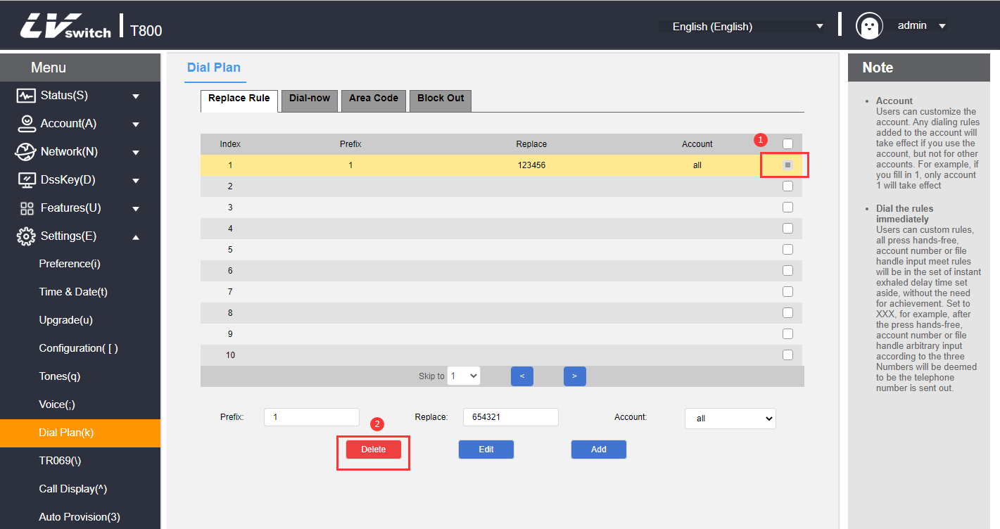 LVswitch T800
English (English)
admin
Menu
Status(S)
Account(A)
Network(N)
DssKey(D)
Features(U)
Settings(E)
Preference(i)
Time & Date(t)
Upgrade(u)
Configuration( [ )
Tones(q)
Voice(;)
Dial Plan(k)
TR069(\)
Call Display(^)
Auto Provision(3)
Dial Plan
Replace Rule Dial-now Area Code Block Out
Index Prefix Replace Account
1
1 1 123456 all
2
3
4
5
6
7
8
9
10
Skip to 1 < >
Prefix: 1 Replace: 654321 Account: all
2
Delete Edit Add
Note
• Account
Users can customize the
account. Any dialing rules
added to the account will
take effect if you use the
account, but not for other
accounts. For example, if
you fill in 1, only account
1 will take effect
• Dial the rules
immediately
Users can custom rules,
all press hands-free,
account number or file
handle input meet rules
will be in the set of instant
exhaled delay time set
aside, without the need
for achievement. Set to
XXX, for example, after
the press hands-free,
account number or file
handle arbitrary input
according to the three
Numbers will be deemed
to be the telephone
number is sent out.